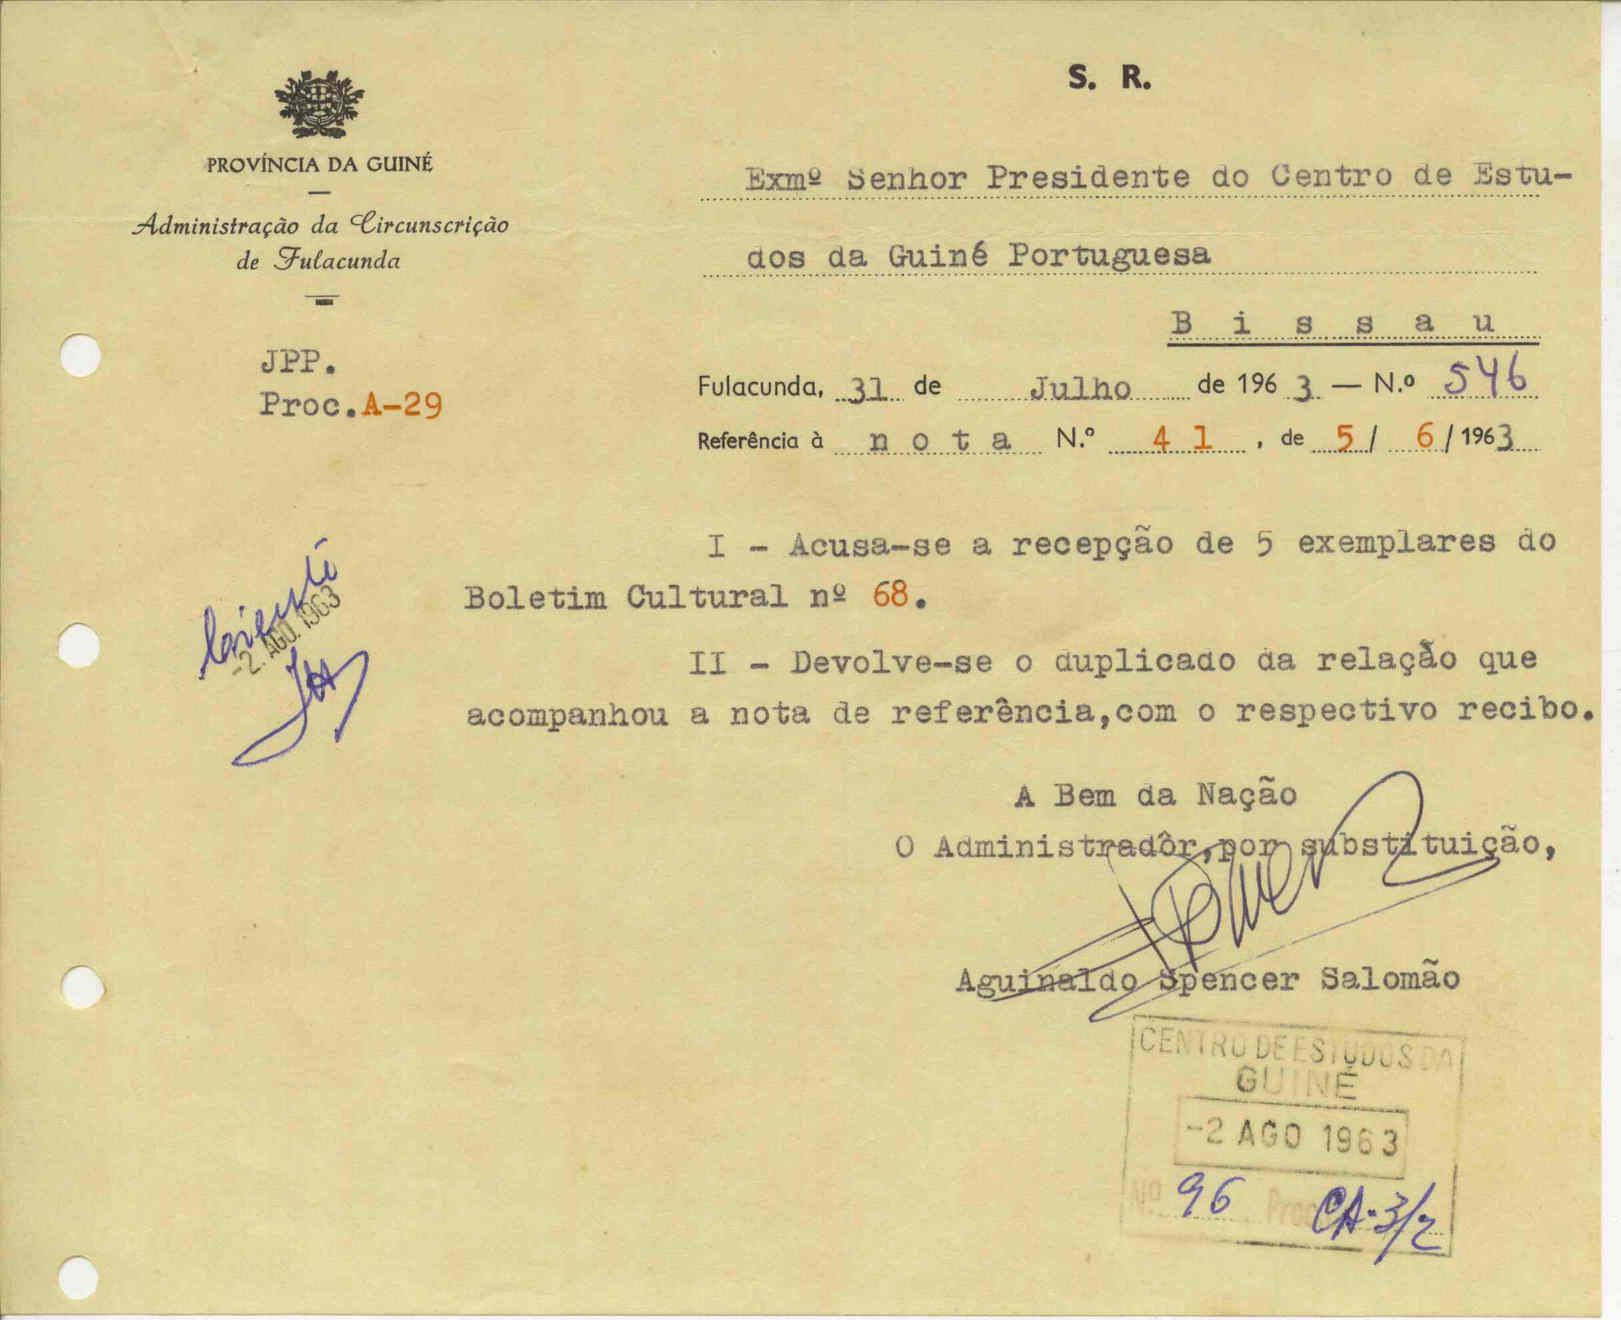 S. R.
PROVÍNCIA DA GUINÉ
Administração da Circunscrição
de Fulacunda
JPP.
Proc.A-29
Exmº Senhor Presidente do Centro de Estu-
dos da Guiné Portuguesa
B i s s a u
Fulacunda, 31 de Julho de 1963 — N.º 546
Referência à n o t a N.º 4 1 , de 5/ 6/1963
I - Acusa-se a recepção de 5 exemplares do
Boletim Cultural nº 68.
II - Devolve-se o duplicado da relação que
acompanhou a nota de referência,com o respectivo recibo.
-2. AGO. 1963
A Bem da Nação
O Administradôr,por substituição,
Aguinaldo Spencer Salomão
CENTRO DE ESTUDOS DA
GUINÉ
-2 AGO 1963
Nº 96 Proc CA-3/2